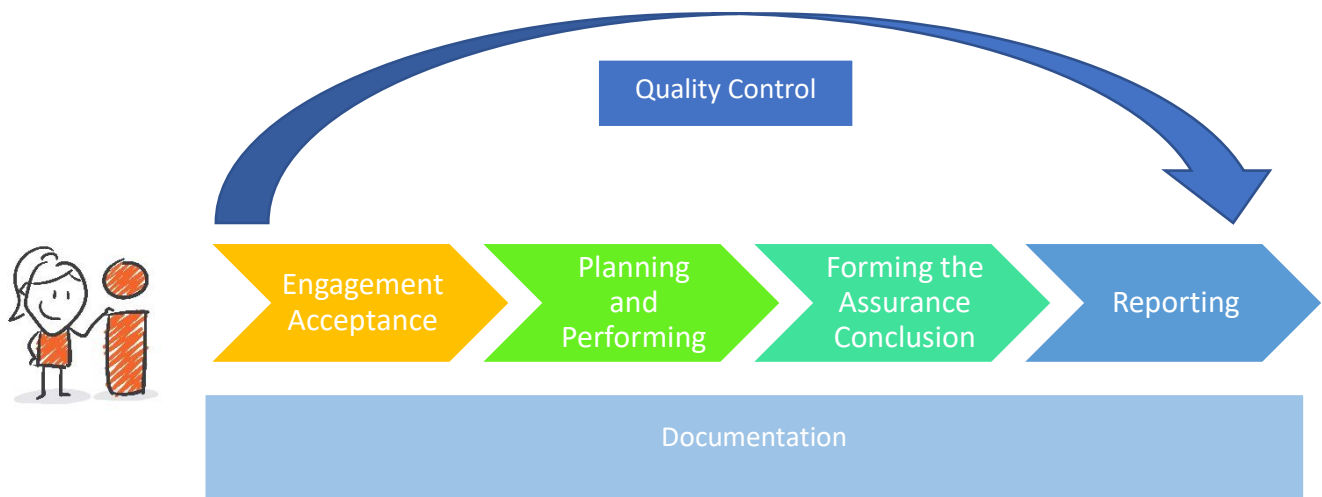 Quality Control
Engagement
Acceptance
Planning
and
Performing
Forming the
Assurance
Conclusion
Reporting
Documentation